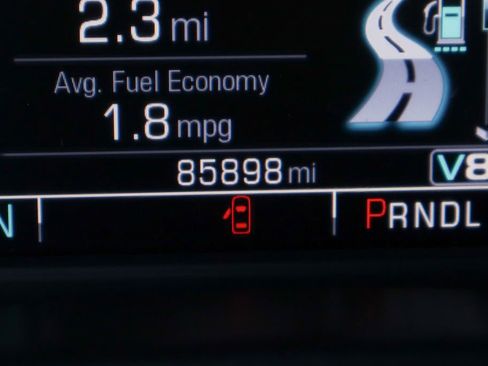 2.3 mi
Avg. Fuel Economy
1.8 mpg
85898 mi
V8
N
PRNDL